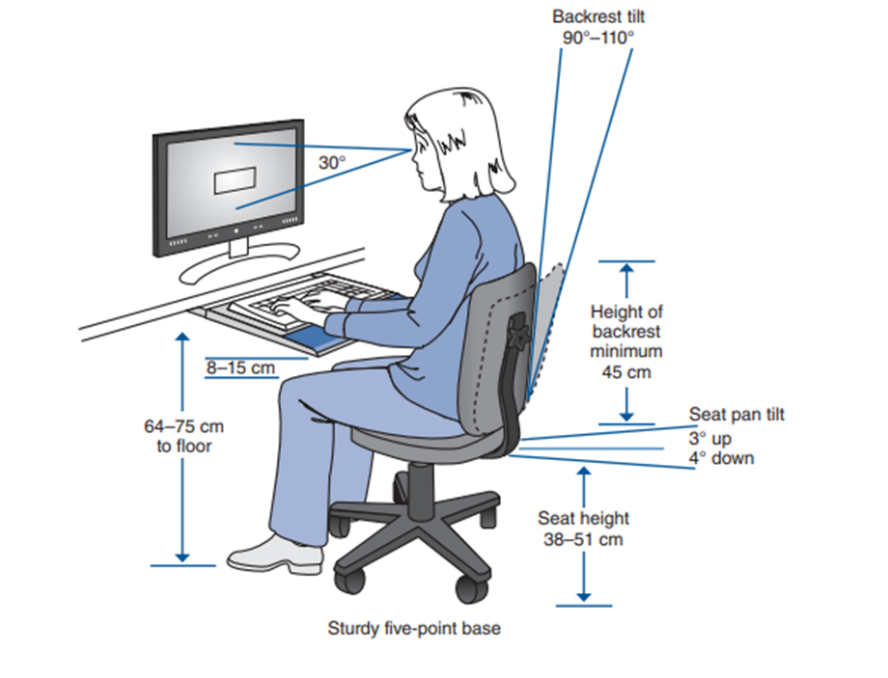 Backrest tilt
90°–110°
30°
Height of
backrest
minimum
45 cm
8–15 cm
Seat pan tilt
3° up
4° down
64–75 cm
to floor
Seat height
38–51 cm
Sturdy five-point base